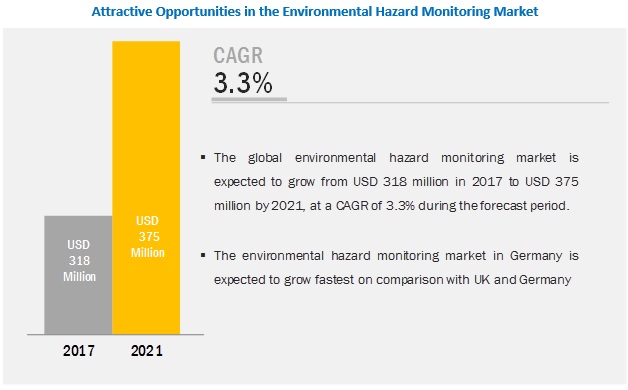 Attractive Opportunities in the Environmental Hazard Monitoring Market
CAGR
3.3%
▪ The global environmental hazard monitoring market is
expected to grow from USD 318 million in 2017 to USD 375
million by 2021, at a CAGR of 3.3% during the forecast period.
▪ The environmental hazard monitoring market in Germany is
expected to grow fastest on comparison with UK and Germany
USD
318
Million
USD
375
Million
2017
2021